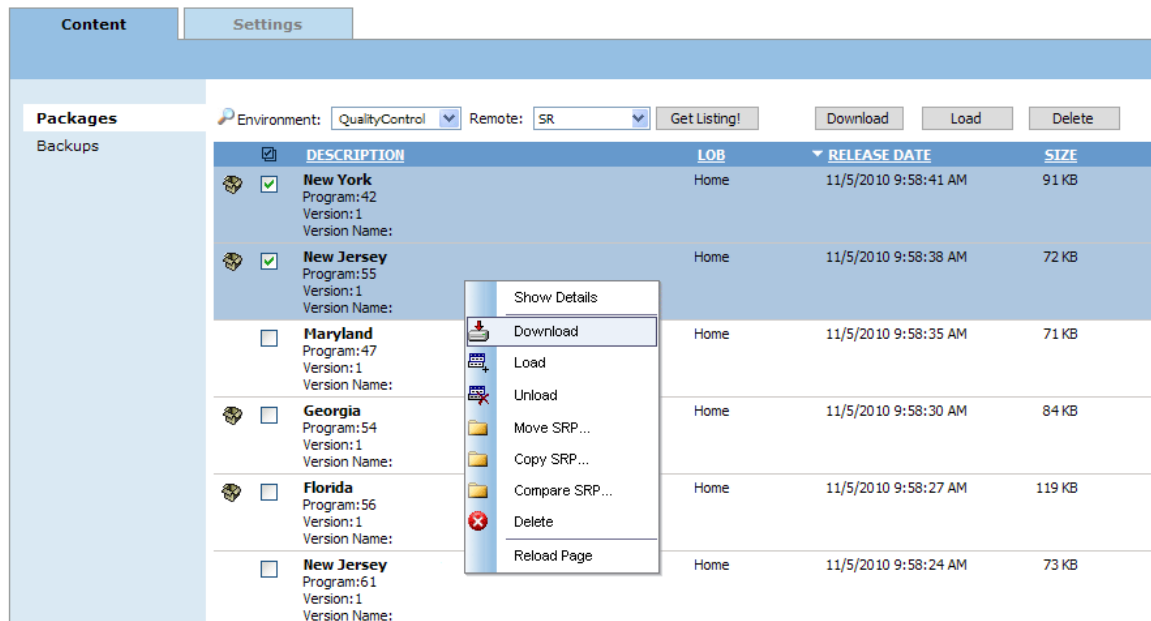 Content Settings
Packages
Backups
Environment: QualityControl Remote: SR Get Listing! Download Load Delete
DESCRIPTION LOB RELEASE DATE SIZE
New York Home 11/5/2010 9:58:41 AM 91 KB
Program:42
Version:1
Version Name:
New Jersey Home 11/5/2010 9:58:38 AM 72 KB
Program:55
Version:1
Version Name:
Maryland Home 11/5/2010 9:58:35 AM 71 KB
Program:47
Version:1
Version Name:
Georgia Home 11/5/2010 9:58:30 AM 84 KB
Program:54
Version:1
Version Name:
Florida Home 11/5/2010 9:58:27 AM 119 KB
Program:56
Version:1
Version Name:
New Jersey Home 11/5/2010 9:58:24 AM 73 KB
Program:61
Version:1
Version Name:
Show Details
Download
Load
Unload
Move SRP...
Copy SRP...
Compare SRP...
Delete
Reload Page